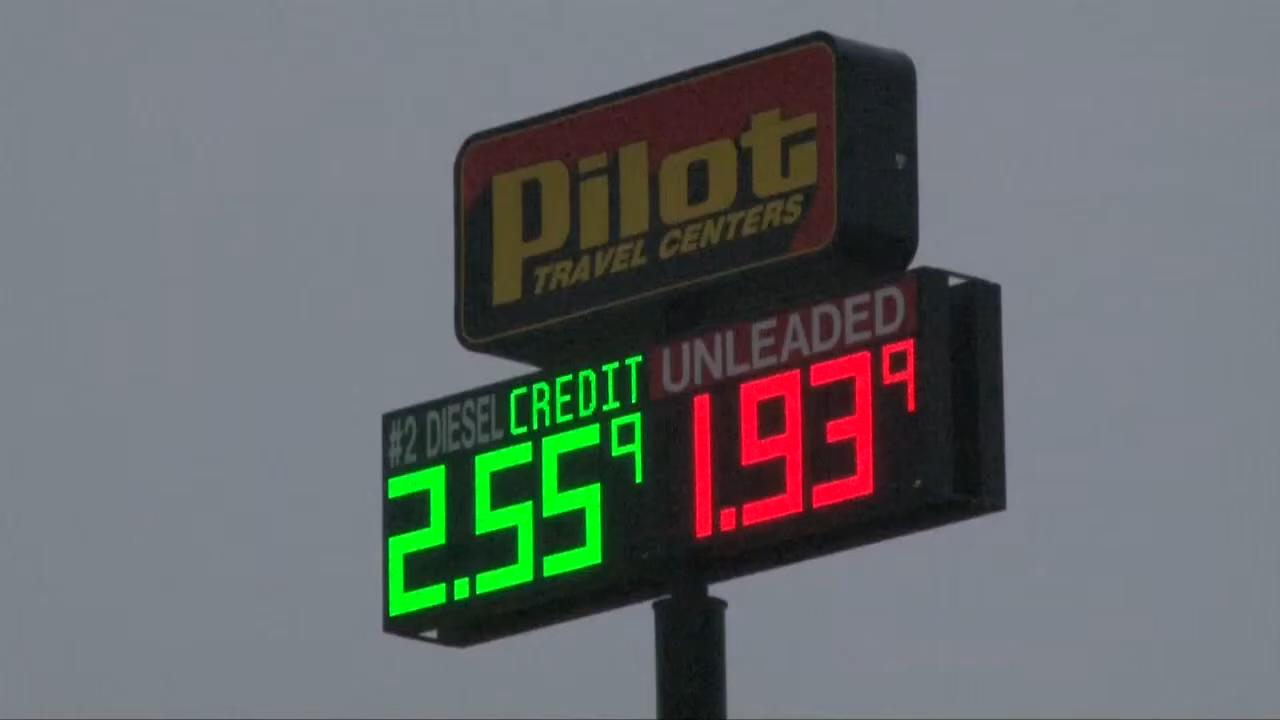 Pilot
TRAVEL CENTERS
#2 DIESEL CREDIT
2.559
UNLEADED
1.939